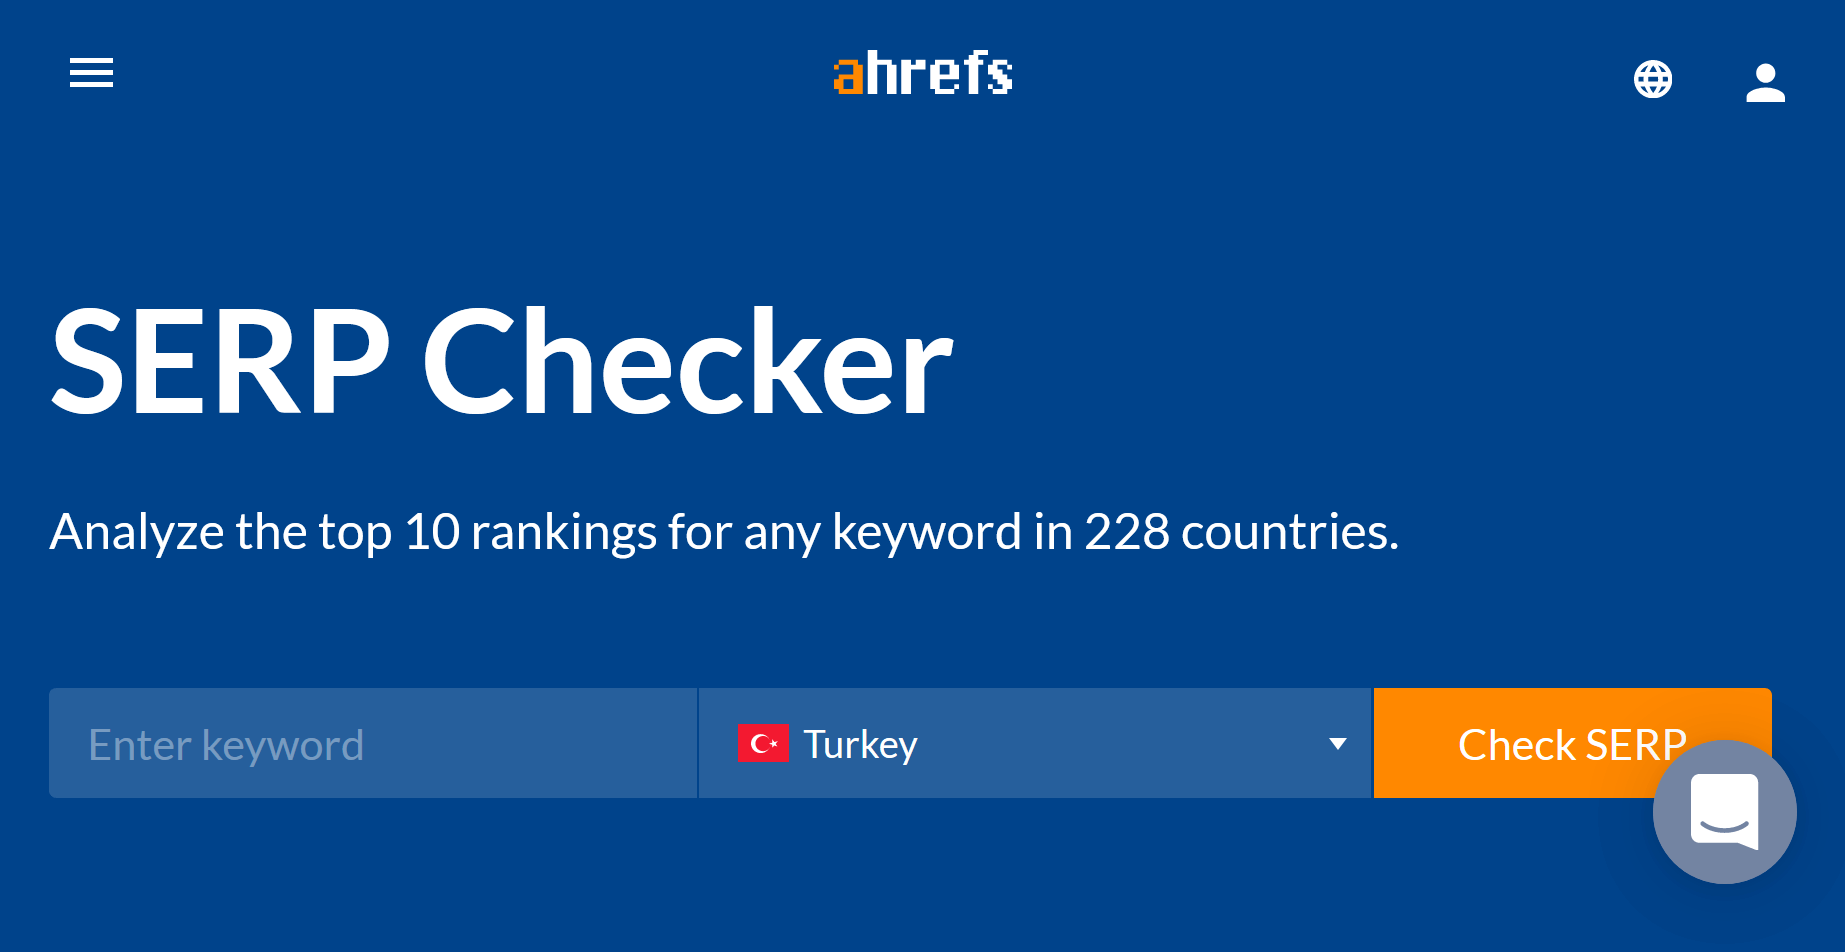 ahrefs
SERP Checker
Analyze the top 10 rankings for any keyword in 228 countries.
Enter keyword
Turkey
Check SERP